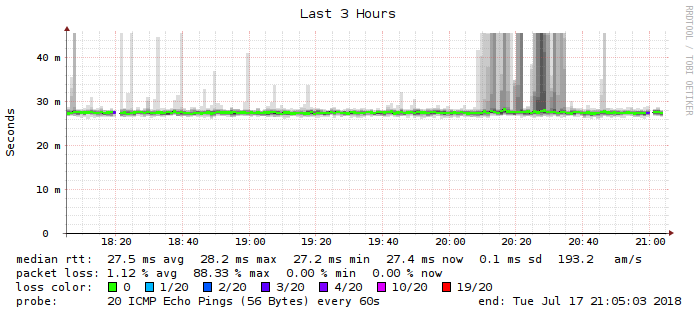 Last 3 Hours
RRDTOOL / TOBI OETIKER
Seconds
40 m
30 m
20 m
10 m
0
18:20 18:40 19:00 19:20 19:40 20:00 20:20 20:40 21:00
median rtt: 27.5 ms avg 28.2 ms max 27.2 ms min 27.4 ms now 0.1 ms sd 193.2 am/s
packet loss: 1.12 % avg 88.33 % max 0.00 % min 0.00 % now
loss color: 0 1/20 2/20 3/20 4/20 10/20 19/20
probe: 20 ICMP Echo Pings (56 Bytes) every 60s end: Tue Jul 17 21:05:03 2018